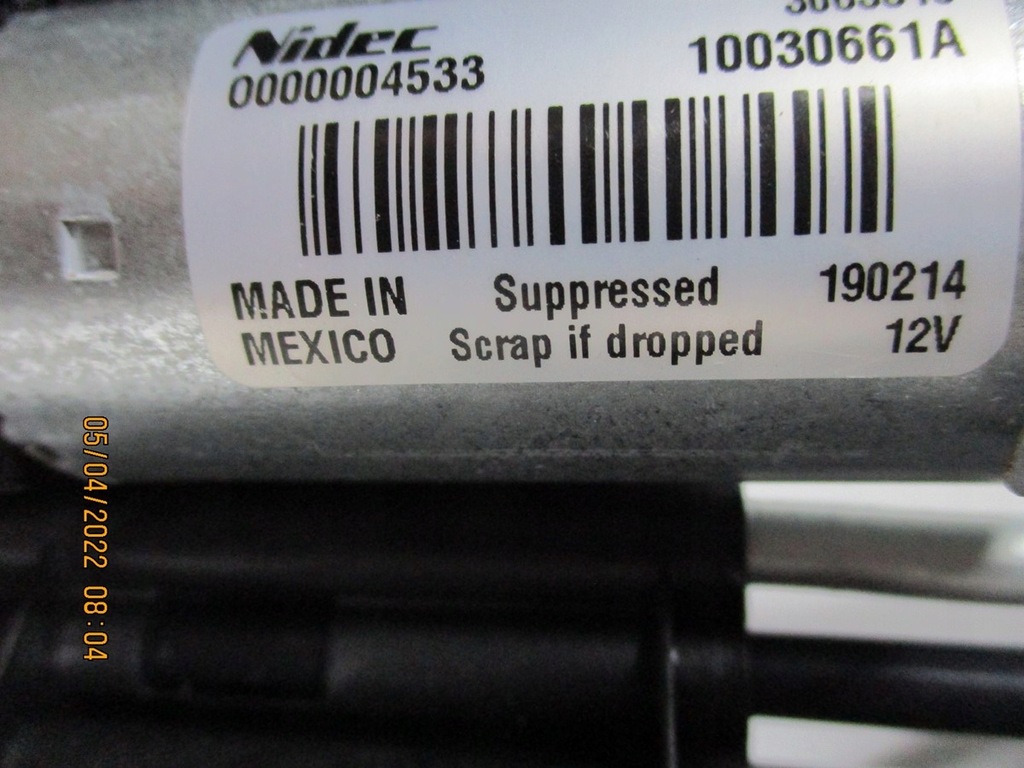 Nidec
0000004533 10030661A
MADE IN Suppressed 190214
MEXICO Scrap if dropped 12V
05/04/2022 08:04